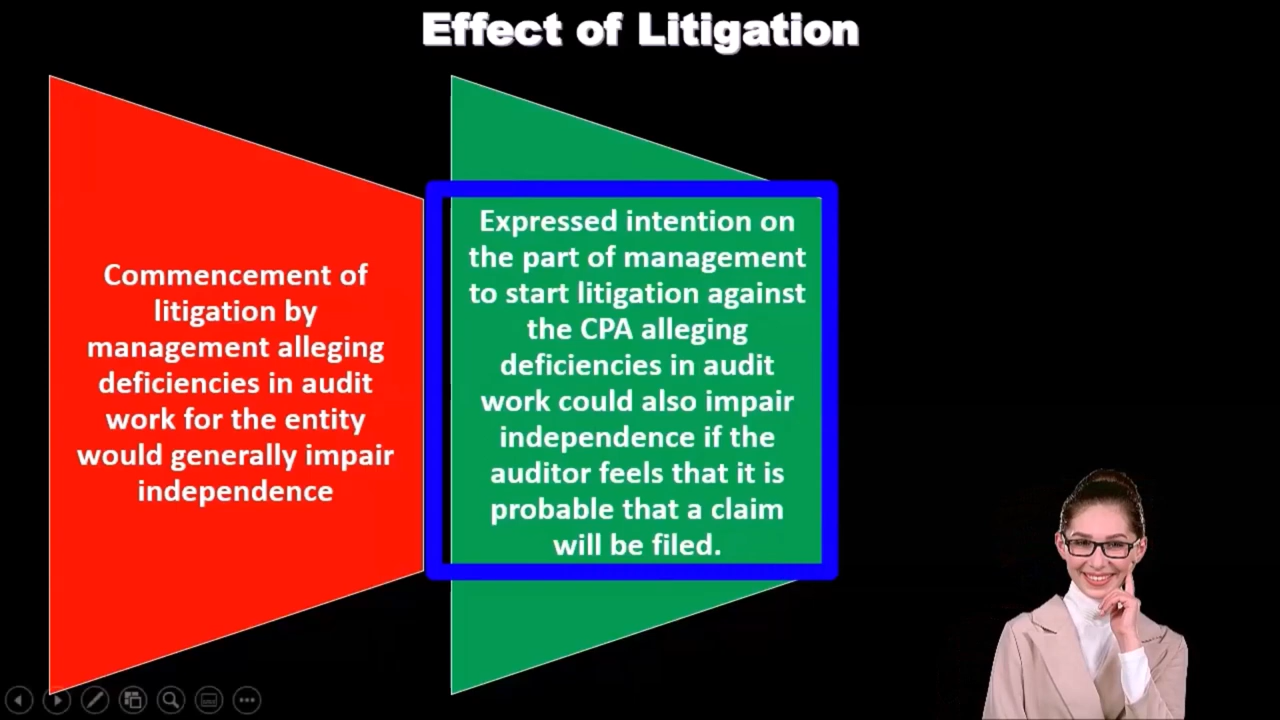 Effect of Litigation
Commencement of
litigation by
management alleging
deficiencies in audit
work for the entity
would generally impair
independence
Expressed intention on
the part of management
to start litigation against
the CPA alleging
deficiencies in audit
work could also impair
independence if the
auditor feels that it is
probable that a claim
will be filed.